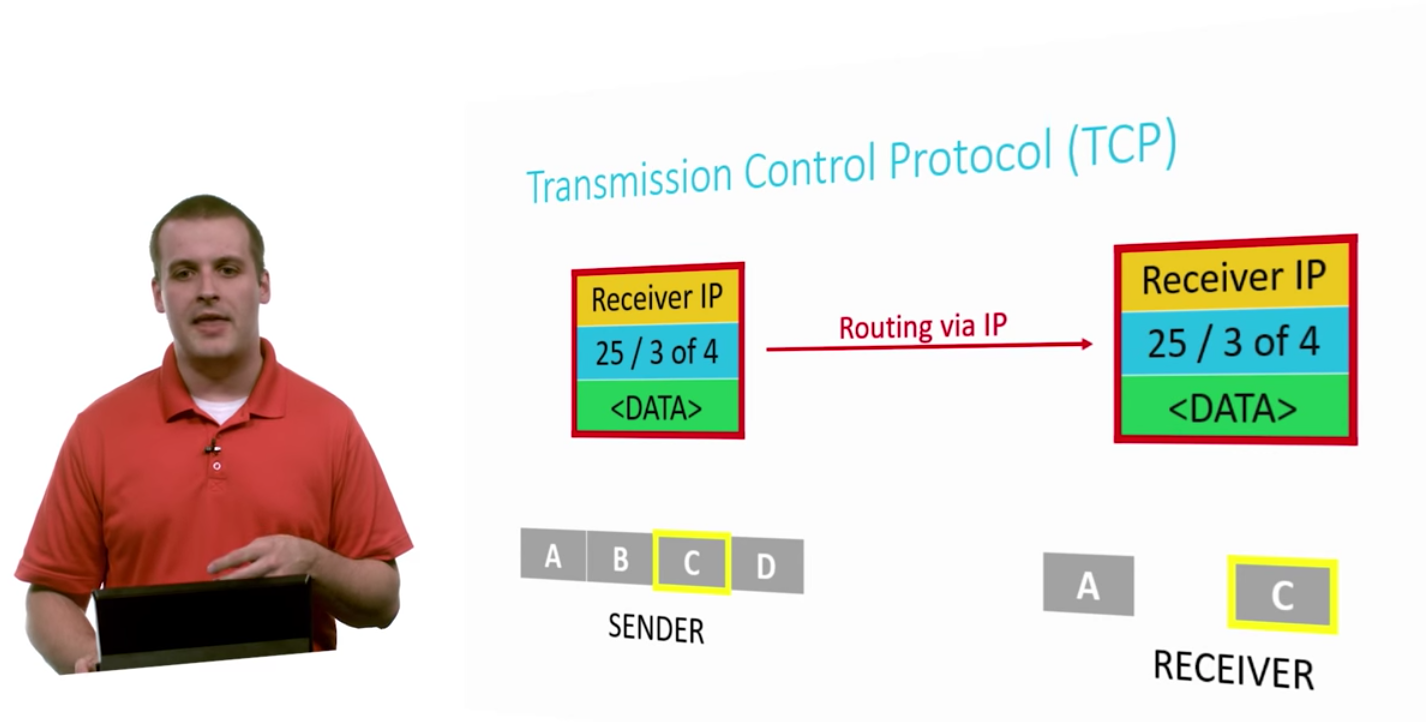 Transmission Control Protocol (TCP)
Receiver IP
25 / 3 of 4
<DATA>
Routing via IP
Receiver IP
25 / 3 of 4
<DATA>
A B C D
SENDER
A C
RECEIVER